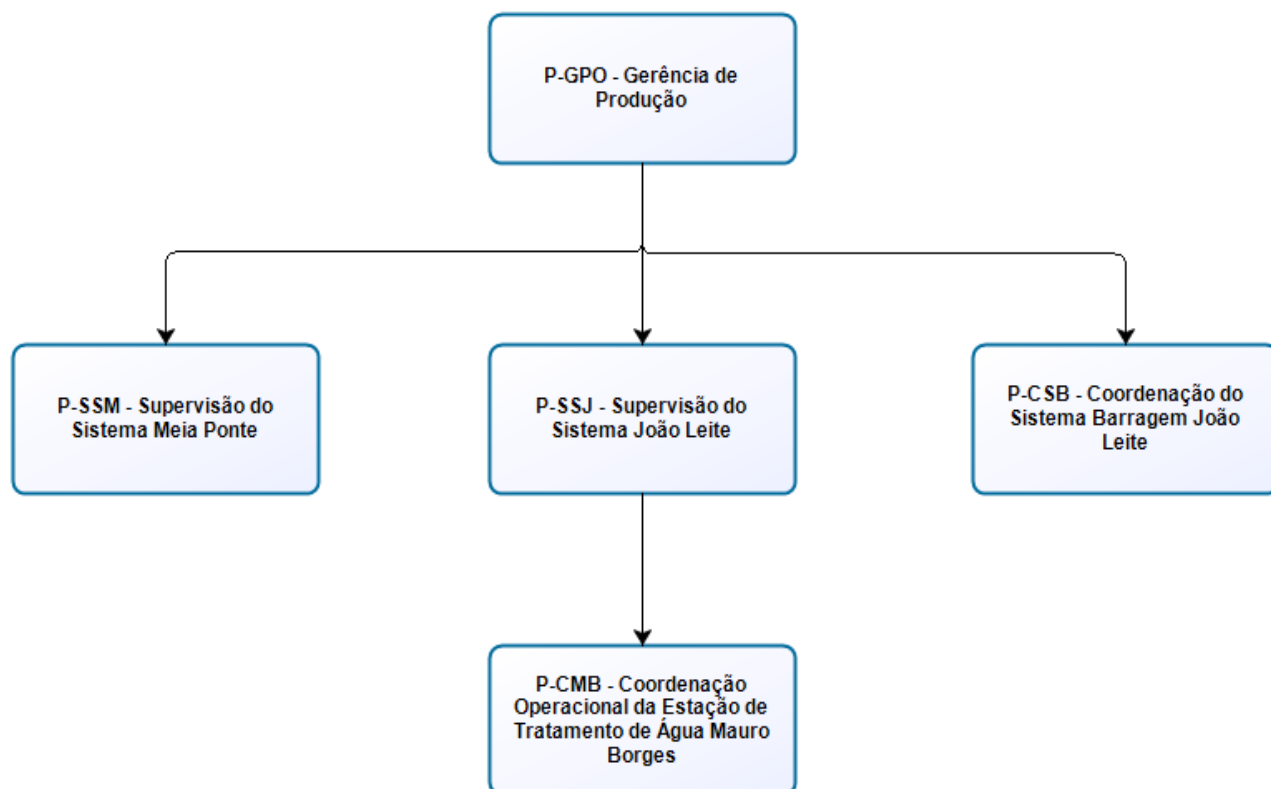 P-GPO - Gerência de
Produção
P-SSM - Supervisão do
Sistema Meia Ponte
P-SSJ - Supervisão do
Sistema João Leite
P-CSB - Coordenação do
Sistema Barragem João
Leite
P-CMB - Coordenação
Operacional da Estação de
Tratamento de Água Mauro
Borges